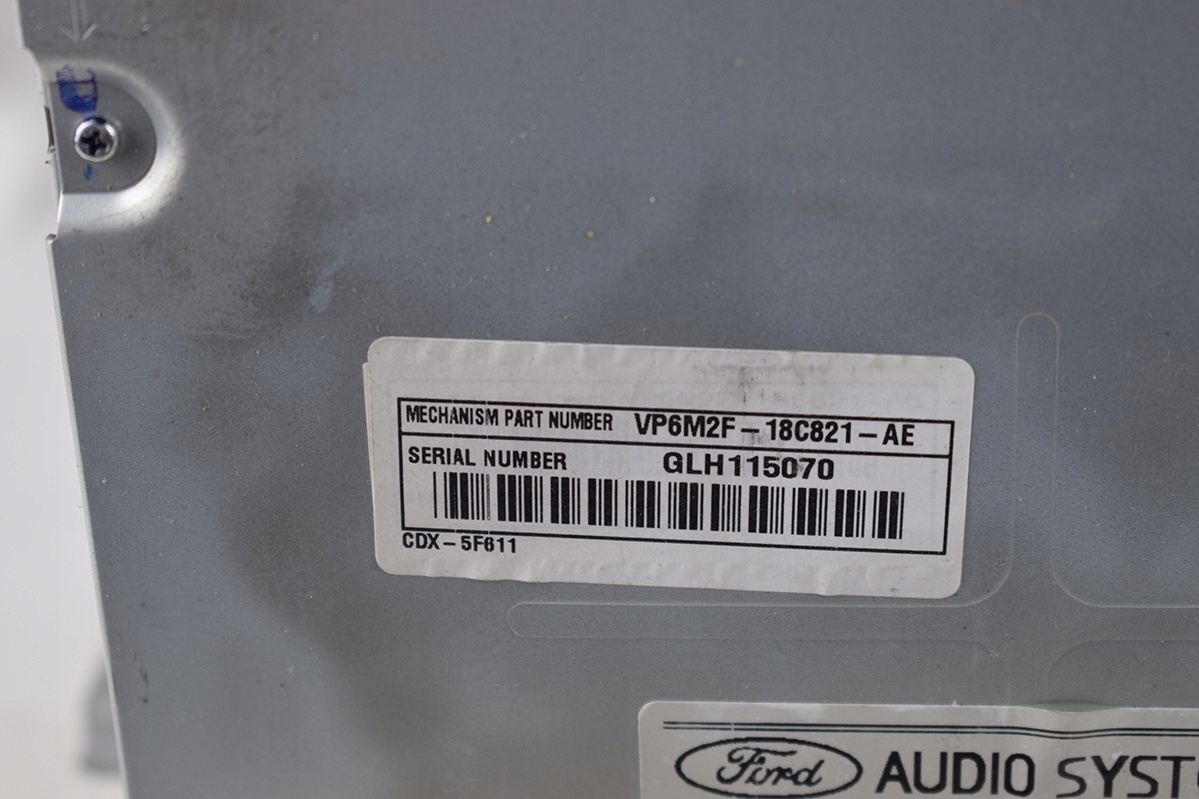 MECHANISM PART NUMBER VP6M2F-18C821-AE
SERIAL NUMBER GLH115070
CDX-5F611
Ford AUDIO SYST